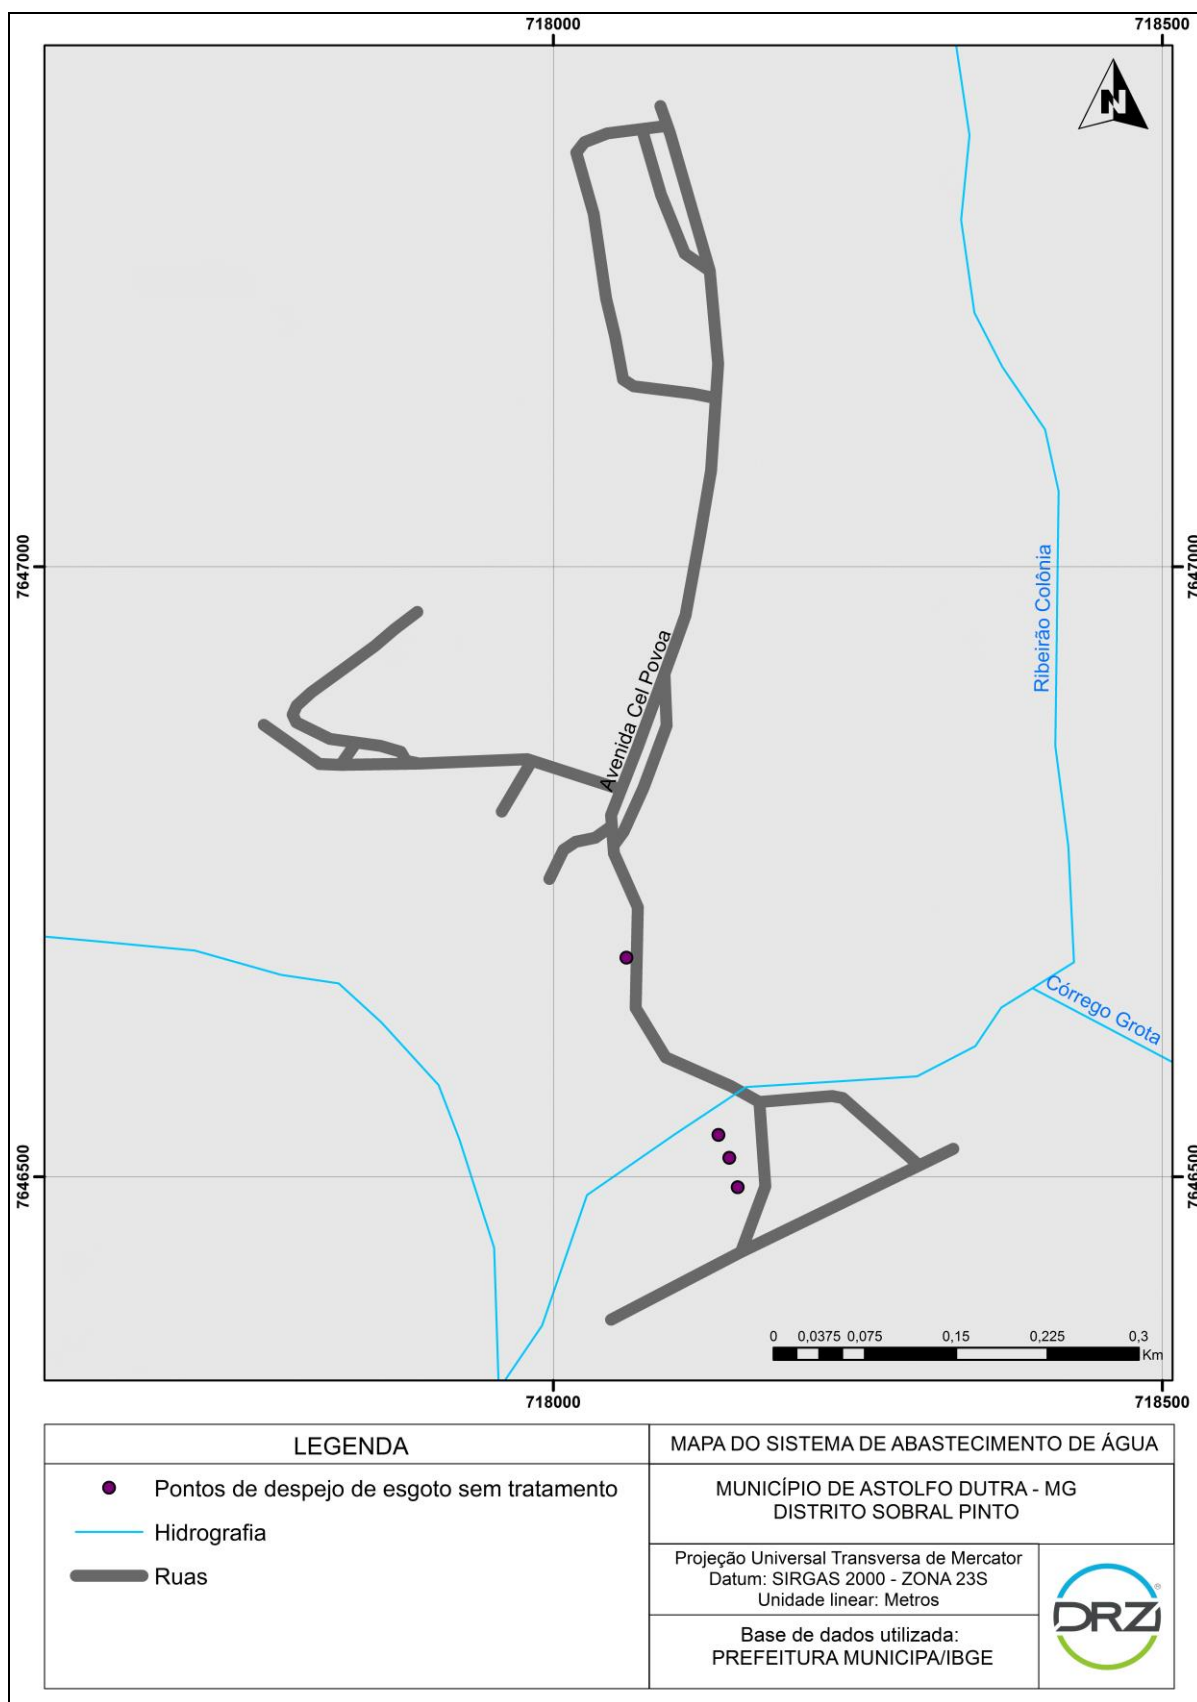 718000
718500
N
7647000
7647000
Ribeirão Colônia
Avenida Cel Povoa
Córrego Grota
7646500
7646500
0 0,0375 0,075 0,15 0,225 0,3
Km
718000
718500
LEGENDA
Pontos de despejo de esgoto sem tratamento
Hidrografia
Ruas
MAPA DO SISTEMA DE ABASTECIMENTO DE ÁGUA
MUNICÍPIO DE ASTOLFO DUTRA - MG
DISTRITO SOBRAL PINTO
Projeção Universal Transversa de Mercator
Datum: SIRGAS 2000 - ZONA 23S
Unidade linear: Metros
Base de dados utilizada:
PREFEITURA MUNICIPA/IBGE
DRZ
®